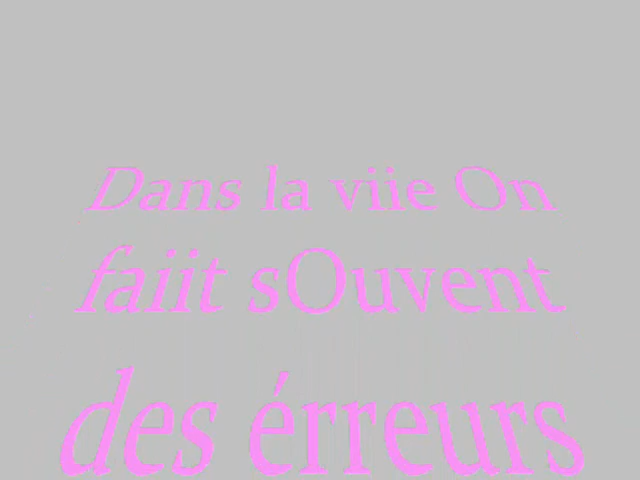 Dans la viie On
faiit sOuvent
des érreurs